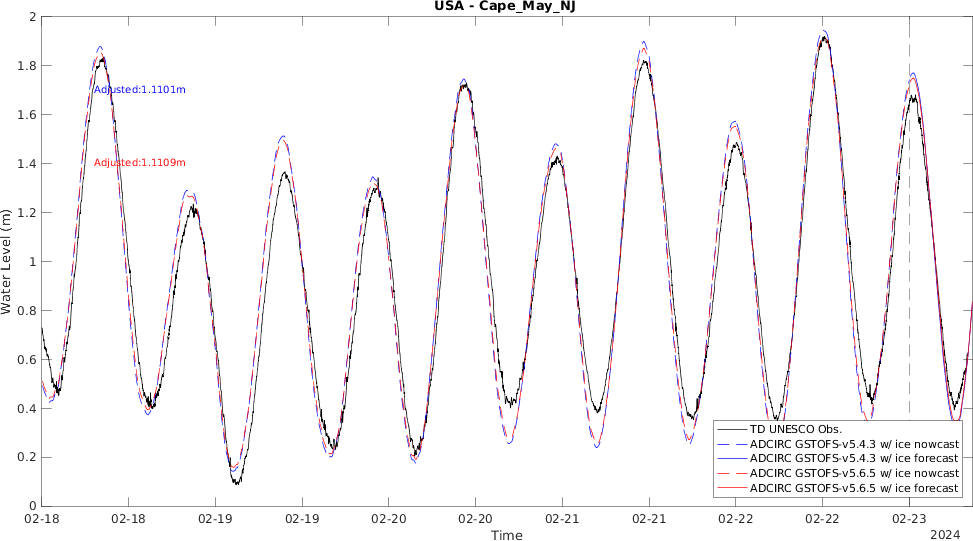 USA - Cape_May_NJ
2
1.8
1.6
1.4
1.2
1
0.8
0.6
0.4
0.2
0
Water Level (m)
Adjusted:1.1101m
Adjusted:1.1109m
TD UNESCO Obs.
ADCIRC GSTOFS-v5.4.3 w/ ice nowcast
ADCIRC GSTOFS-v5.4.3 w/ ice forecast
ADCIRC GSTOFS-v5.6.5 w/ ice nowcast
ADCIRC GSTOFS-v5.6.5 w/ ice forecast
02-18 02-18 02-19 02-19 02-20 02-20 02-21 02-21 02-22 02-22 02-23
Time
2024